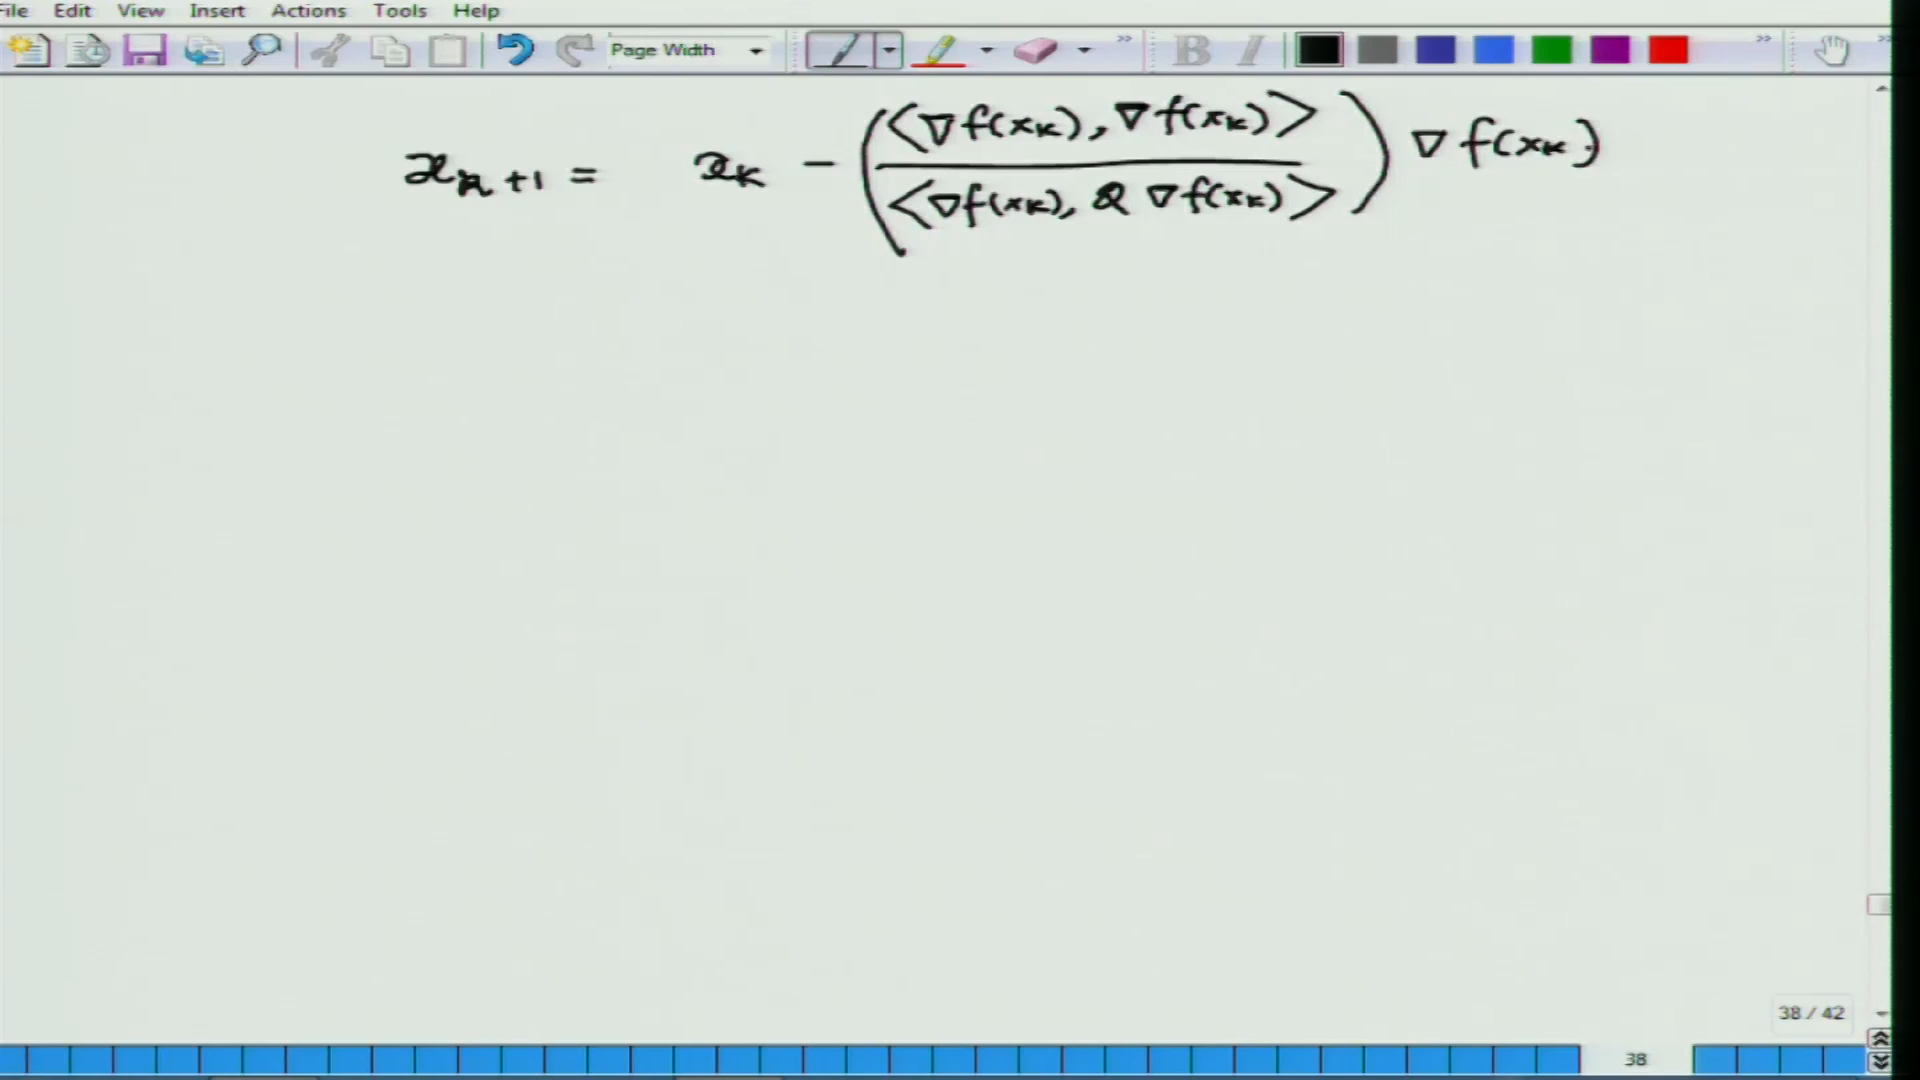 File Edit View Insert Actions Tools Help
Page Width B I
x_{k+1} = x_k - (<∇f(x_k), ∇f(x_k)> / <∇f(x_k), Q ∇f(x_k)>) ∇f(x_k)
38 / 42
38